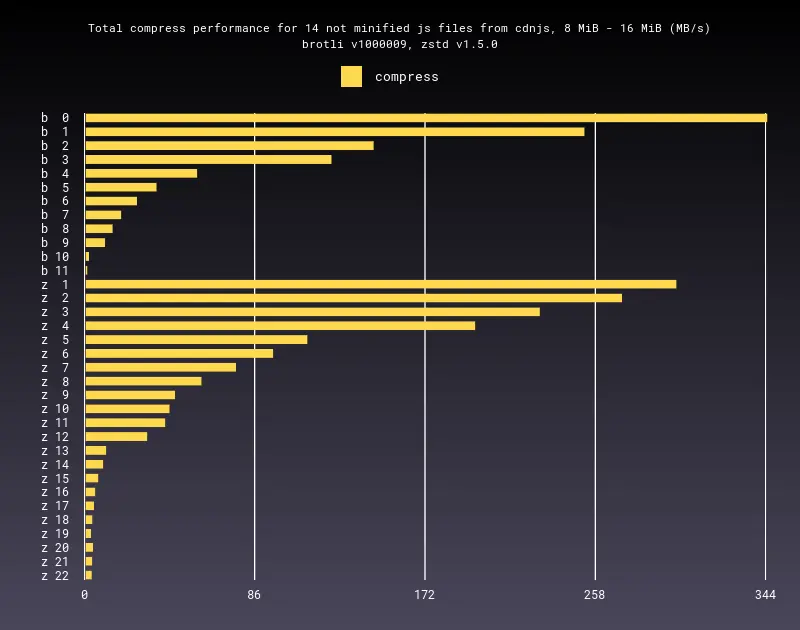 Total compress performance for 14 not minified js files from cdnjs, 8 MiB - 16 MiB (MB/s)
brotli v1000009, zstd v1.5.0
compress
b 0
b 1
b 2
b 3
b 4
b 5
b 6
b 7
b 8
b 9
b 10
b 11
z 1
z 2
z 3
z 4
z 5
z 6
z 7
z 8
z 9
z 10
z 11
z 12
z 13
z 14
z 15
z 16
z 17
z 18
z 19
z 20
z 21
z 22
0 86 172 258 344